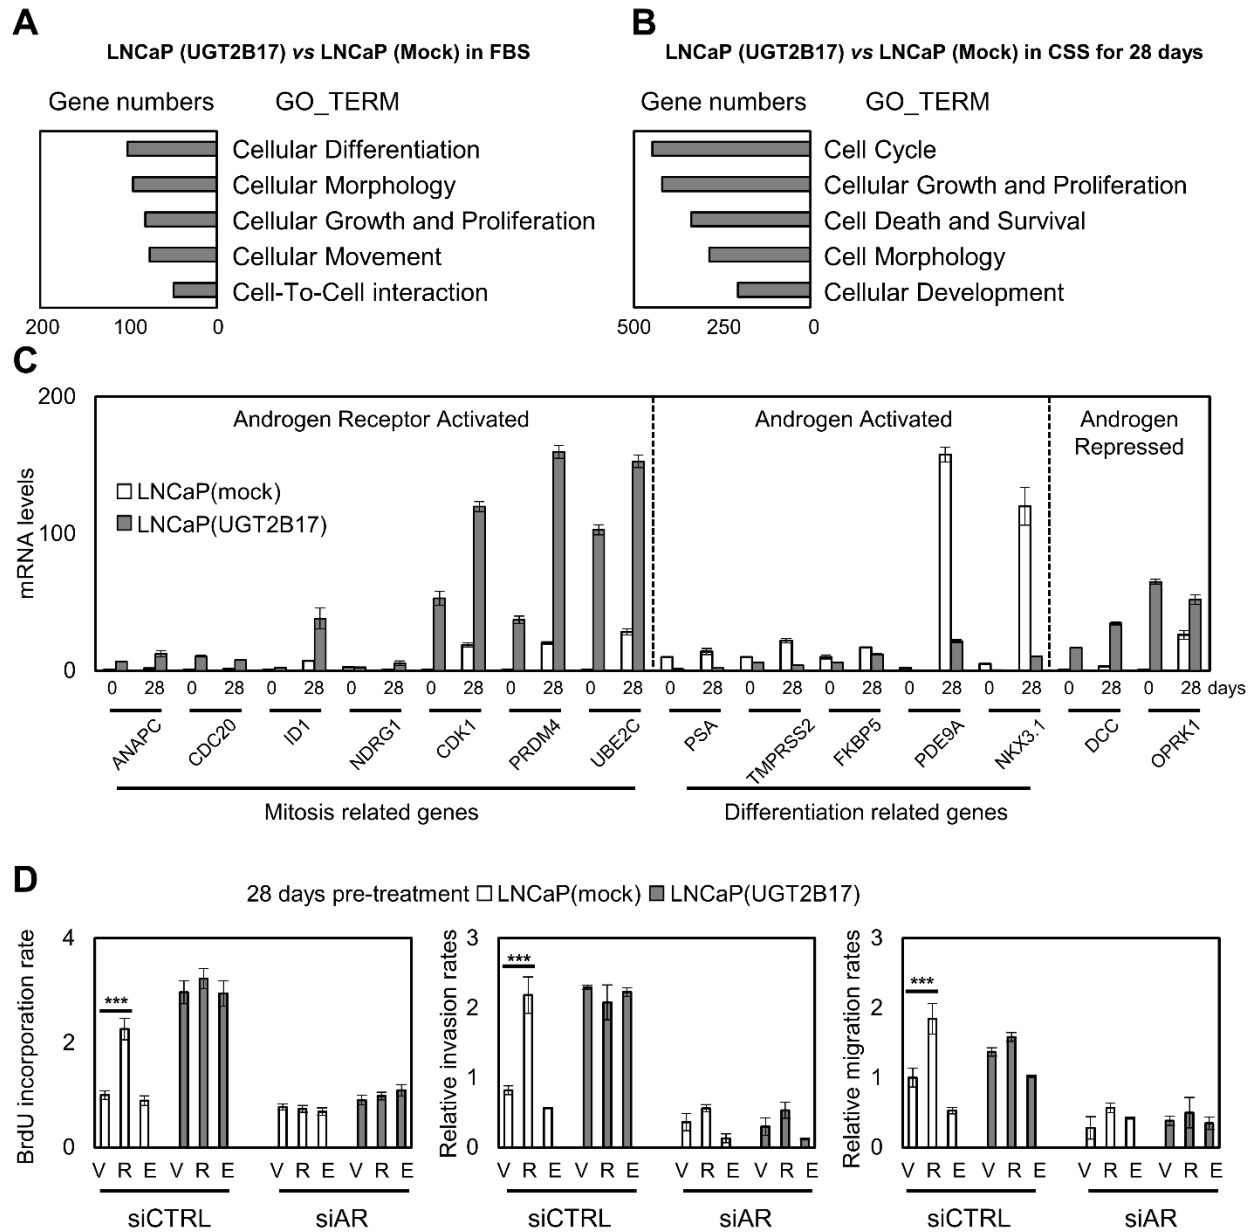 A
LNCaP (UGT2B17) vs LNCaP (Mock) in FBS
Gene numbers GO_TERM
Cellular Differentiation
Cellular Morphology
Cellular Growth and Proliferation
Cellular Movement
Cell-To-Cell interaction
200 100 0
B
LNCaP (UGT2B17) vs LNCaP (Mock) in CSS for 28 days
Gene numbers GO_TERM
Cell Cycle
Cellular Growth and Proliferation
Cell Death and Survival
Cell Morphology
Cellular Development
500 250 0
C
mRNA levels
200
100
0
Androgen Receptor Activated
Androgen Activated
Androgen
Repressed
LNCaP(mock)
LNCaP(UGT2B17)
0 28 0 28 0 28 0 28 0 28 0 28 0 28 0 28 0 28 0 28 0 28 0 28 0 28 0 28 days
ANAPC CDC20 ID1 NDRG1 CDK1 PRDM4 UBE2C PSA TMPRSS2 FKBP5 PDE9A NKX3.1 DCC OPRK1
Mitosis related genes
Differentiation related genes
D
28 days pre-treatment LNCaP(mock) LNCaP(UGT2B17)
BrdU incorporation rate
4
2
0
***
V R E V R E V R E V R E
siCTRL siAR
Relative invasion rates
3
2
1
0
***
V R E V R E V R E V R E
siCTRL siAR
Relative migration rates
3
2
1
0
***
V R E V R E V R E V R E
siCTRL siAR